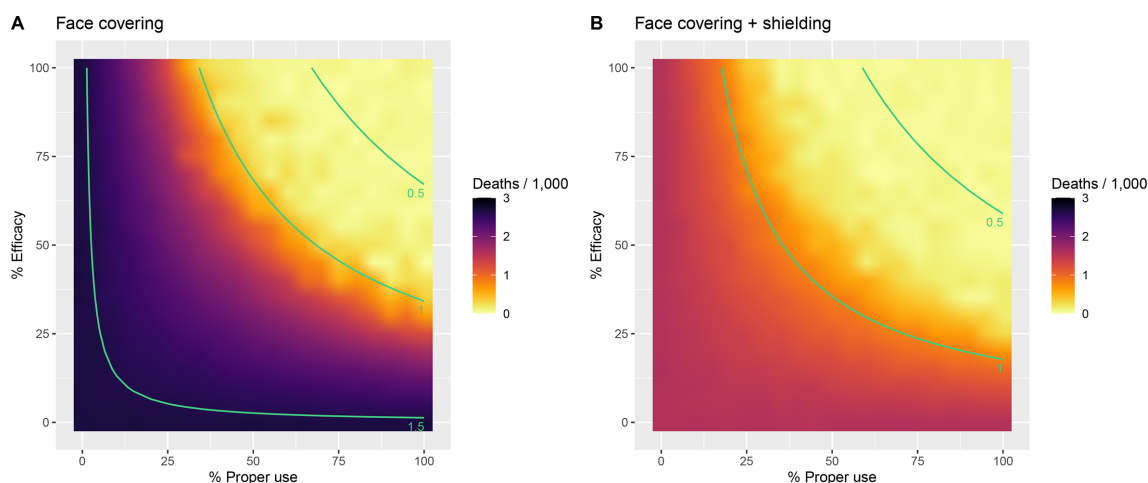 A Face covering
100
75
50
25
0
% Efficacy
0 25 50 75 100
% Proper use
0.5
1
1.5
Deaths / 1,000
3
2
1
0
B Face covering + shielding
100
75
50
25
0
% Efficacy
0 25 50 75 100
% Proper use
0.5
1
Deaths / 1,000
3
2
1
0